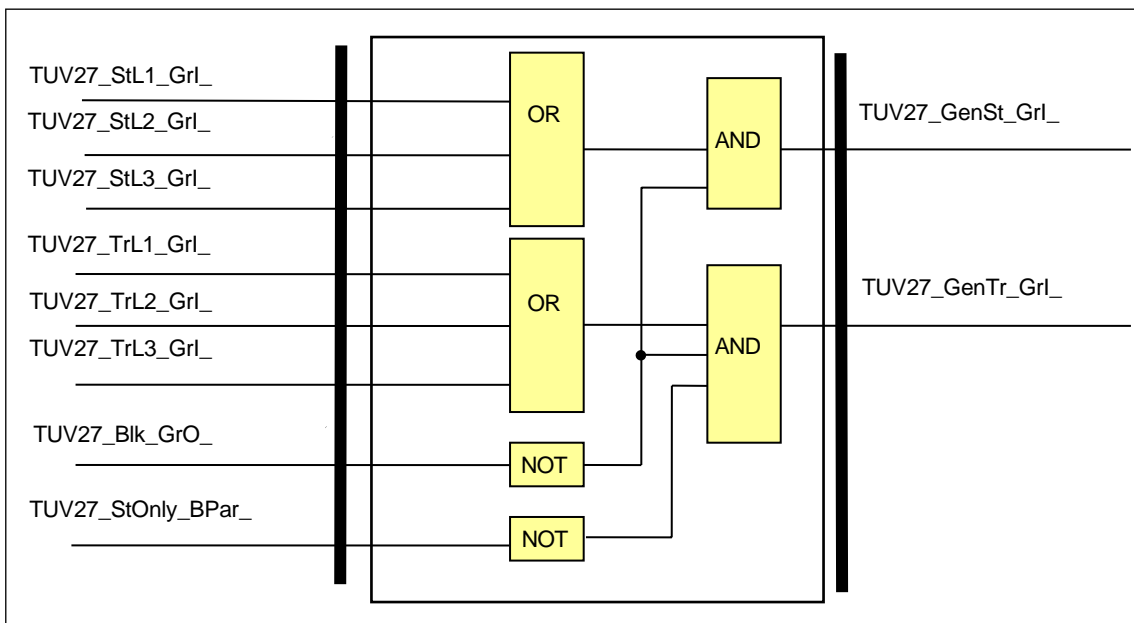 TUV27_StL1_GrI_
TUV27_StL2_GrI_
TUV27_StL3_GrI_
OR
AND
TUV27_GenSt_GrI_
TUV27_TrL1_GrI_
TUV27_TrL2_GrI_
TUV27_TrL3_GrI_
OR
AND
TUV27_GenTr_GrI_
TUV27_Blk_GrO_
NOT
TUV27_StOnly_BPar_
NOT